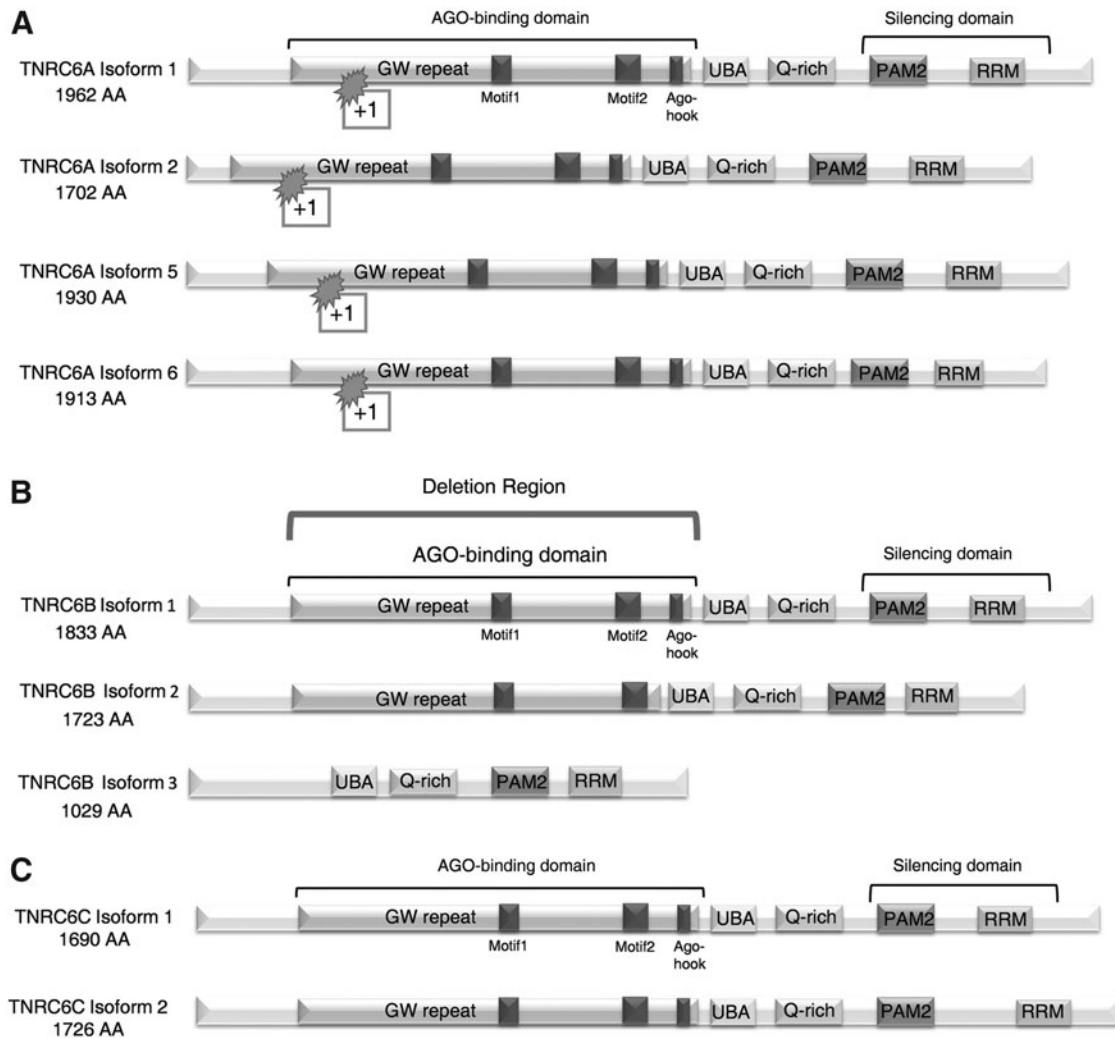 A
AGO-binding domain
Silencing domain
TNRC6A Isoform 1
1962 AA
GW repeat
UBA
Q-rich
PAM2
RRM
Motif1
Motif2
Ago-
hook
+1
TNRC6A Isoform 2
1702 AA
GW repeat
UBA
Q-rich
PAM2
RRM
+1
TNRC6A Isoform 5
1930 AA
GW repeat
UBA
Q-rich
PAM2
RRM
+1
TNRC6A Isoform 6
1913 AA
GW repeat
UBA
Q-rich
PAM2
RRM
+1
B
Deletion Region
AGO-binding domain
Silencing domain
TNRC6B Isoform 1
1833 AA
GW repeat
UBA
Q-rich
PAM2
RRM
Motif1
Motif2
Ago-
hook
TNRC6B Isoform 2
1723 AA
GW repeat
UBA
Q-rich
PAM2
RRM
TNRC6B Isoform 3
1029 AA
UBA
Q-rich
PAM2
RRM
C
AGO-binding domain
Silencing domain
TNRC6C Isoform 1
1690 AA
GW repeat
UBA
Q-rich
PAM2
RRM
Motif1
Motif2
Ago-
hook
TNRC6C Isoform 2
1726 AA
GW repeat
UBA
Q-rich
PAM2
RRM